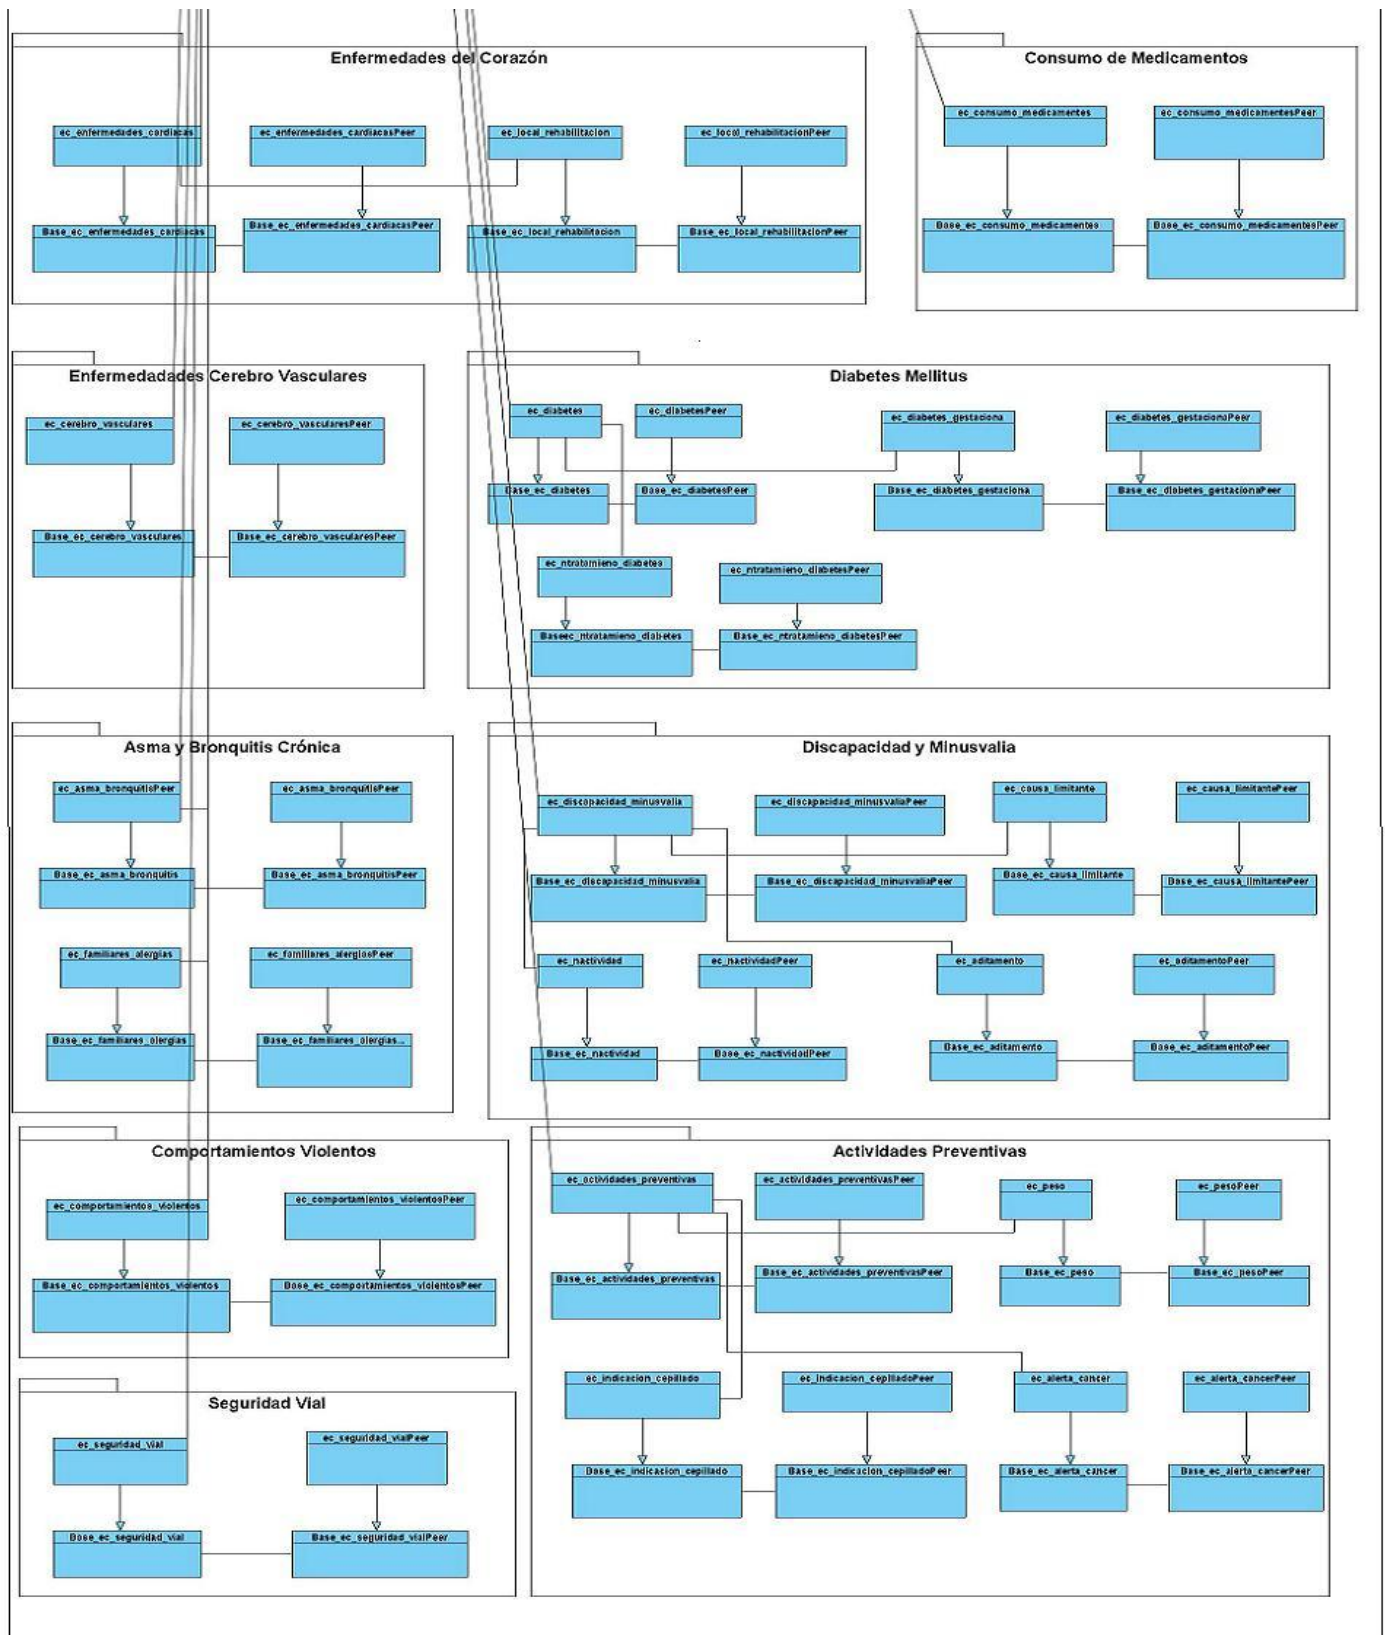 Enfermedades del Corazón
ec_enfermedades_cardiacas
ec_enfermedades_cardiacasPeer
ec_local_rehabilitacion
ec_local_rehabilitacionPeer
Base_ec_enfermedades_cardiacas
Base_ec_enfermedades_cardiacasPeer
Base_ec_local_rehabilitacion
Base_ec_local_rehabilitacionPeer
Consumo de Medicamentos
ec_consumo_medicamentes
ec_consumo_medicamentesPeer
Base_ec_consumo_medicamentes
Base_ec_consumo_medicamentesPeer
Enfermedadades Cerebro Vasculares
ec_cerebro_vasculares
ec_cerebro_vascularesPeer
Base_ec_cerebro_vasculares
Base_ec_cerebro_vascularesPeer
Diabetes Mellitus
ec_diabetes
ec_diabetesPeer
ec_diabetes_gestaciona
ec_diabetes_gestacionaPeer
Base_ec_diabetes
Base_ec_diabetesPeer
Base_ec_diabetes_gestaciona
Base_ec_diabetes_gestacionaPeer
ec_ntratamieno_diabetes
ec_ntratamieno_diabetesPeer
Baseec_ntratamieno_diabetes
Base_ec_ntratamieno_diabetesPeer
Asma y Bronquitis Crónica
ec_asma_bronquitisPeer
ec_asma_bronquitisPeer
Base_ec_asma_bronquitis
Base_ec_asma_bronquitisPeer
ec_familiares_alergias
ec_familiares_alergiasPeer
Base_ec_familiares_alergias
Base_ec_familiares_alergias...
Discapacidad y Minusvalia
ec_discapacidad_minusvalia
ec_discapacidad_minusvaliaPeer
ec_causa_limitante
ec_causa_limitantePeer
Base_ec_discapacidad_minusvalia
Base_ec_discapacidad_minusvaliaPeer
Base_ec_causa_limitante
Base_ec_causa_limitantePeer
ec_nactividad
ec_nactividadPeer
ec_aditamento
ec_aditamentoPeer
Base_ec_nactividad
Base_ec_nactividadPeer
Base_ec_aditamento
Base_ec_aditamentoPeer
Comportamientos Violentos
ec_comportamientos_violentos
ec_comportamientos_violentosPeer
Base_ec_comportamientos_violentos
Base_ec_comportamientos_violentosPeer
Actividades Preventivas
ec_actividades_preventivas
ec_actividades_preventivasPeer
ec_peso
ec_pesoPeer
Base_ec_actividades_preventivas
Base_ec_actividades_preventivasPeer
Base_ec_peso
Base_ec_pesoPeer
ec_indicacion_cepillado
ec_indicacion_cepilladoPeer
ec_alerta_cancer
ec_alerta_cancerPeer
Base_ec_indicacion_cepillado
Base_ec_indicacion_cepilladoPeer
Base_ec_alerta_cancer
Base_ec_alerta_cancerPeer
Seguridad Vial
ec_seguridad_vial
ec_seguridad_vialPeer
Base_ec_seguridad_vial
Base_ec_seguridad_vialPeer